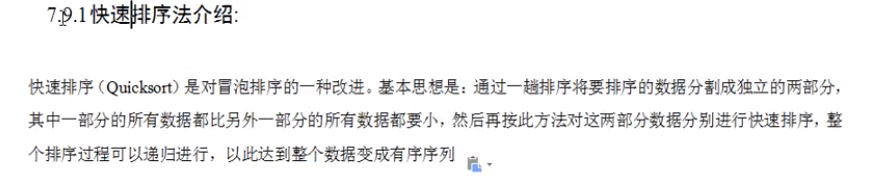 7.9.1快速排序法介绍:
快速排序（Quicksort）是对冒泡排序的一种改进。基本思想是：通过一趟排序将要排序的数据分割成独立的两部分，
其中一部分的所有数据都比另外一部分的所有数据都要小，然后再按此方法对这两部分数据分别进行快速排序，整
个排序过程可以递归进行，以此达到整个数据变成有序序列